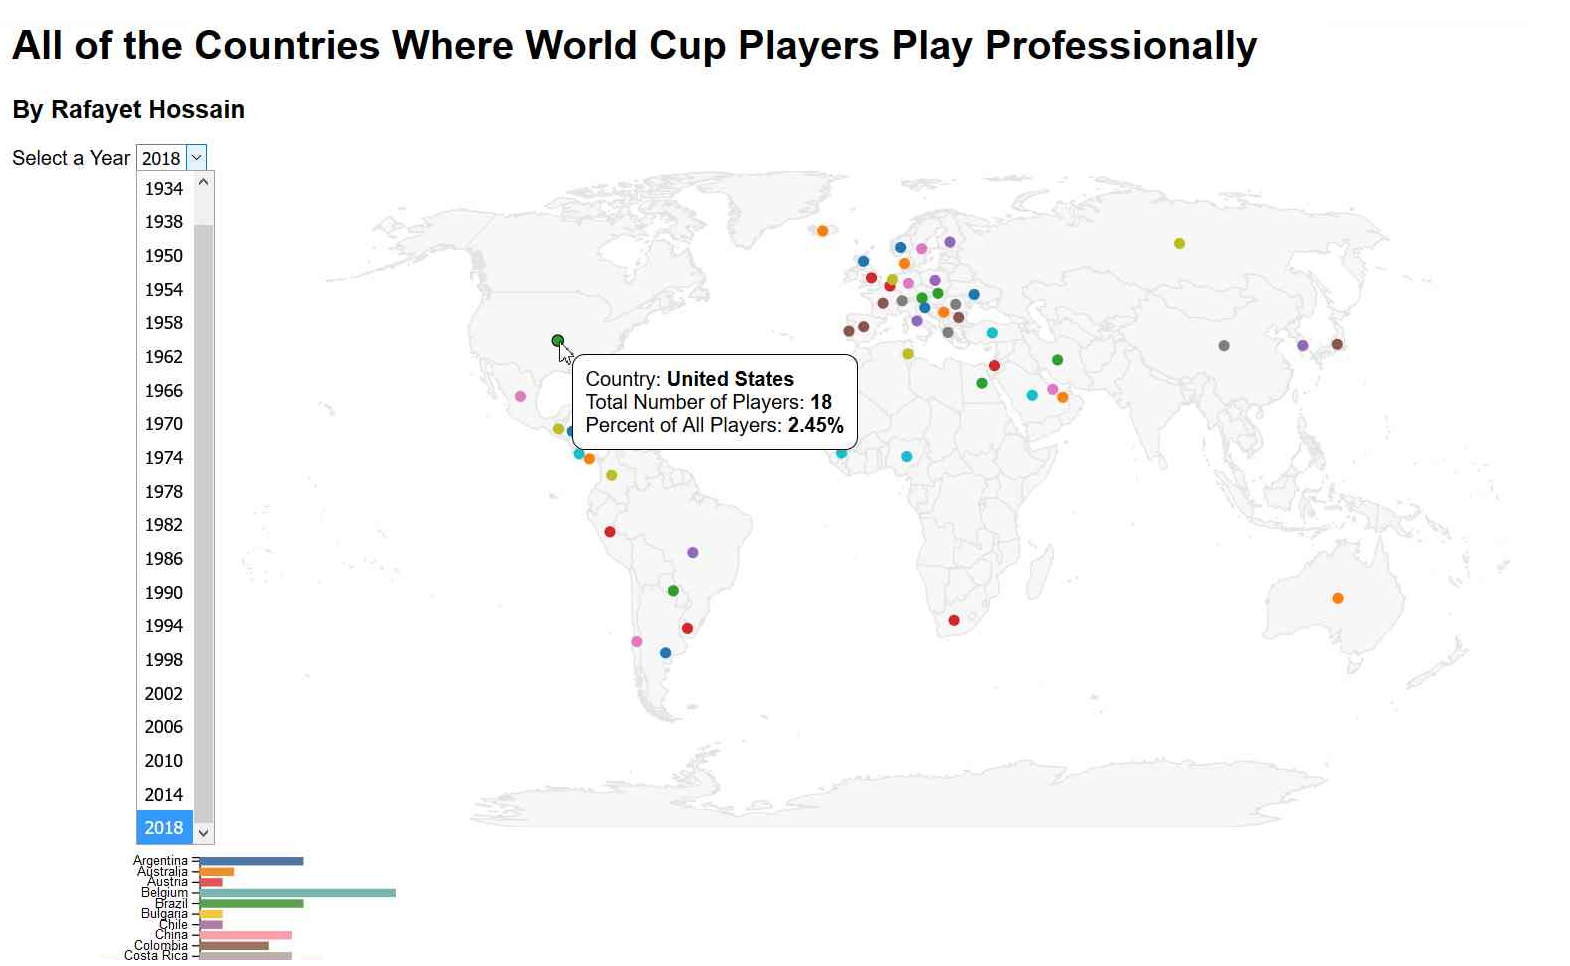 All of the Countries Where World Cup Players Play Professionally
By Rafayet Hossain
Select a Year 2018
1934
1938
1950
1954
1958
1962
1966
1970
1974
1978
1982
1986
1990
1994
1998
2002
2006
2010
2014
2018
Country: United States
Total Number of Players: 18
Percent of All Players: 2.45%
Argentina
Australia
Austria
Belgium
Brazil
Bulgaria
Chile
China
Colombia
Costa Rica